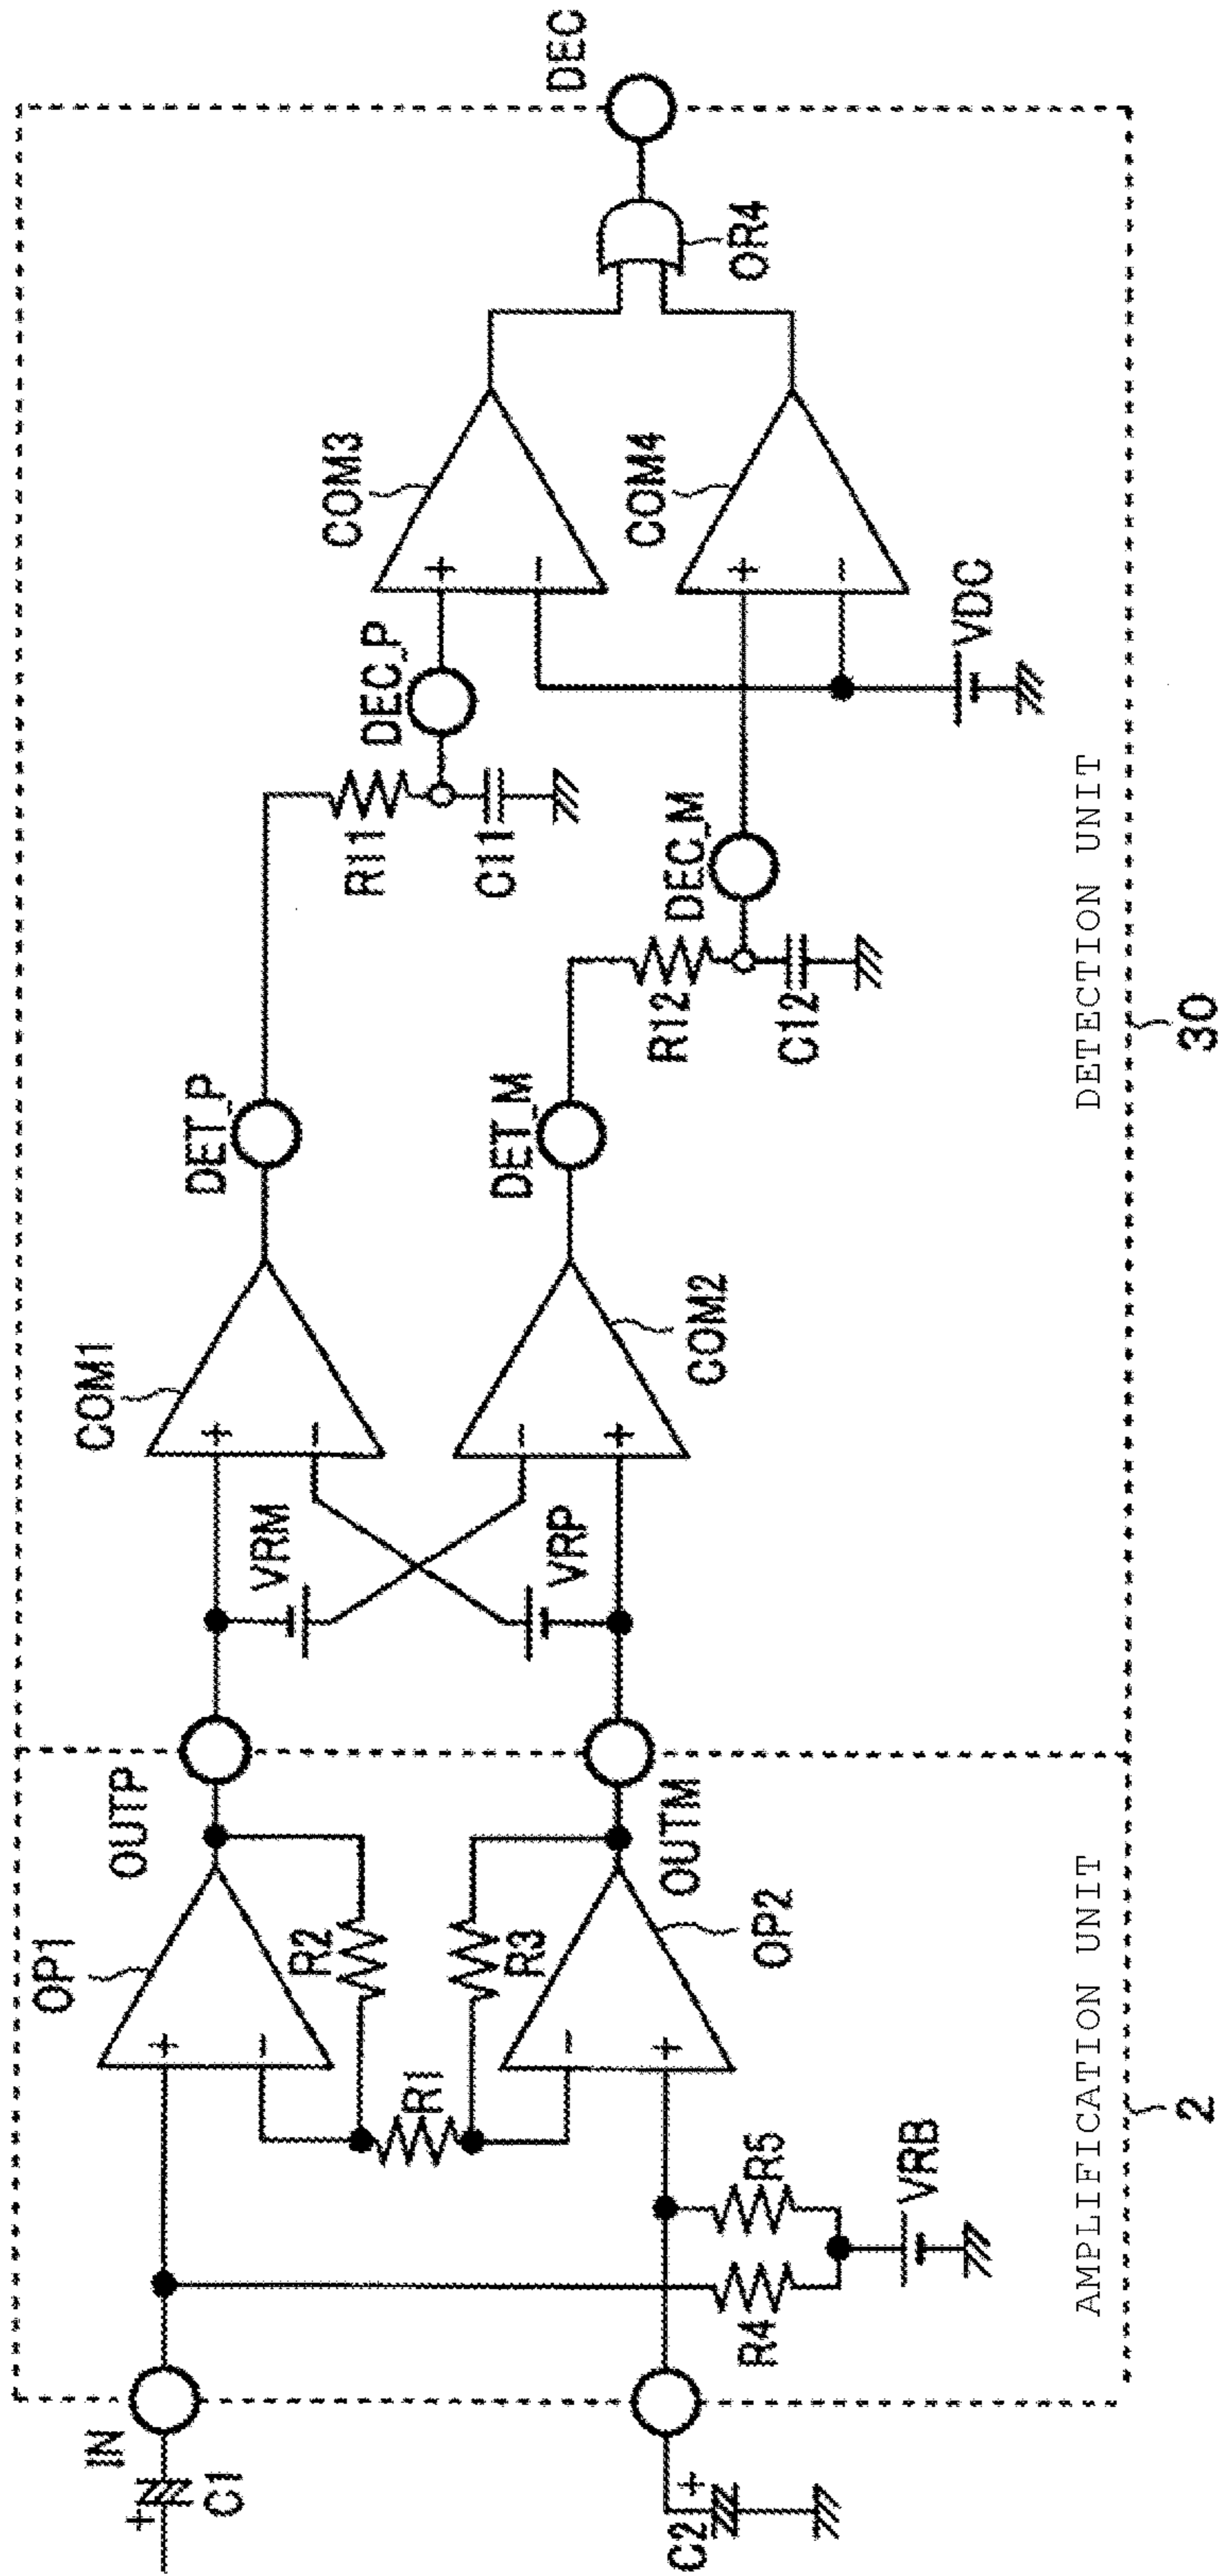 IN
+
C1
C2
+
OP1
+
−
R2
R1
R3
−
+
OP2
R4
R5
VRB
AMPLIFICATION UNIT
2
OUTP
OUTM
VRM
VRP
COM1
+
−
−
+
COM2
DET_P
DET_M
R11
C11
DEC_P
R12
C12
DEC_M
COM3
+
−
COM4
+
−
VDC
OR4
DEC
DETECTION UNIT
30